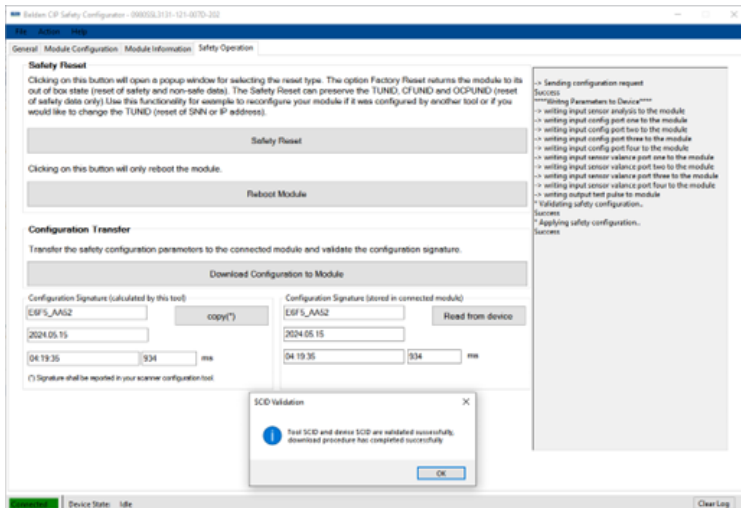 Belden CIP Safety Configurator - 0980SSL3131-121-007D-202
File Action Help
General Module Configuration Module Information Safety Operation
Safety Reset
Clicking on this button will open a popup window for selecting the reset type. The option Factory Reset returns the module to its
out of box state (reset of safety and non-safe data). The Safety Reset can preserve the TUNID, CFUNID and OCPUNID (reset
of safety data only) Use this functionality for example to reconfigure your module if it was configured by another tool or if you
would like to change the TUNID (reset of SNN or IP address).
Safety Reset
Clicking on this button will only reboot the module.
Reboot Module
Configuration Transfer
Transfer the safety configuration parameters to the connected module and validate the configuration signature.
Download Configuration to Module
Configuration Signature (calculated by this tool)
E6F5_AA52
copy(*)
2024.05.15
04:19:35 934 ms
(*) Signature shall be reported in your scanner configuration tool.
Configuration Signature (stored in connected module)
E6F5_AA52
Read from device
2024.05.15
04:19:35 934 ms
-> Sending configuration request
Success
****Writing Parameters to Device****
-> writing input sensor analysis to the module
-> writing input config port one to the module
-> writing input config port two to the module
-> writing input config port three to the module
-> writing input config port four to the module
-> writing input sensor valance port one to the module
-> writing input sensor valance port two to the module
-> writing input sensor valance port three to the module
-> writing input sensor valance port four to the module
-> writing output test pulse to module
* Validating safety configuration..
Success
* Applying safety configuration..
Success
SCID Validation
Tool SCID and device SCID are validated successfully,
download procedure has completed successfully
OK
Connected Device State: Idle Clear Log